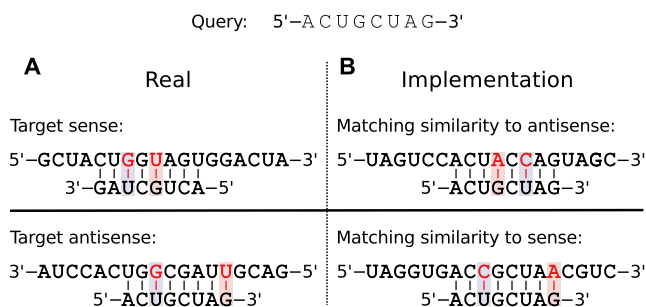 Query: 5'–ACUGCUAG–3'
A
B
Real
Implementation
Target sense:
Matching similarity to antisense:
5'–GCUACUGGUAGUGGACUA–3'
5'–UAGUCCACUACCAGUAGC–3'
3'–GAUCGUCA–5'
5'–ACUGCUAG–3'
Target antisense:
Matching similarity to sense:
3'–AUCCACUGGCGAUUGCAG–5'
5'–UAGGUGACCGCUAACGUC–3'
5'–ACUGCUAG–3'
5'–ACUGCUAG–3'